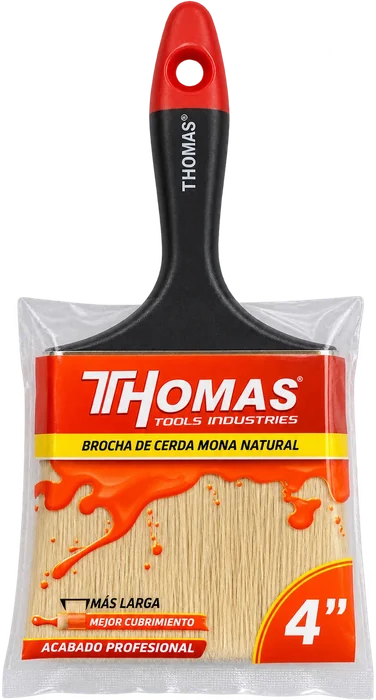 THOMAS®
THOMAS®
TOOLS INDUSTRIES
BROCHA DE CERDA MONA NATURAL
MÁS LARGA
MEJOR CUBRIMIENTO
ACABADO PROFESIONAL
4”